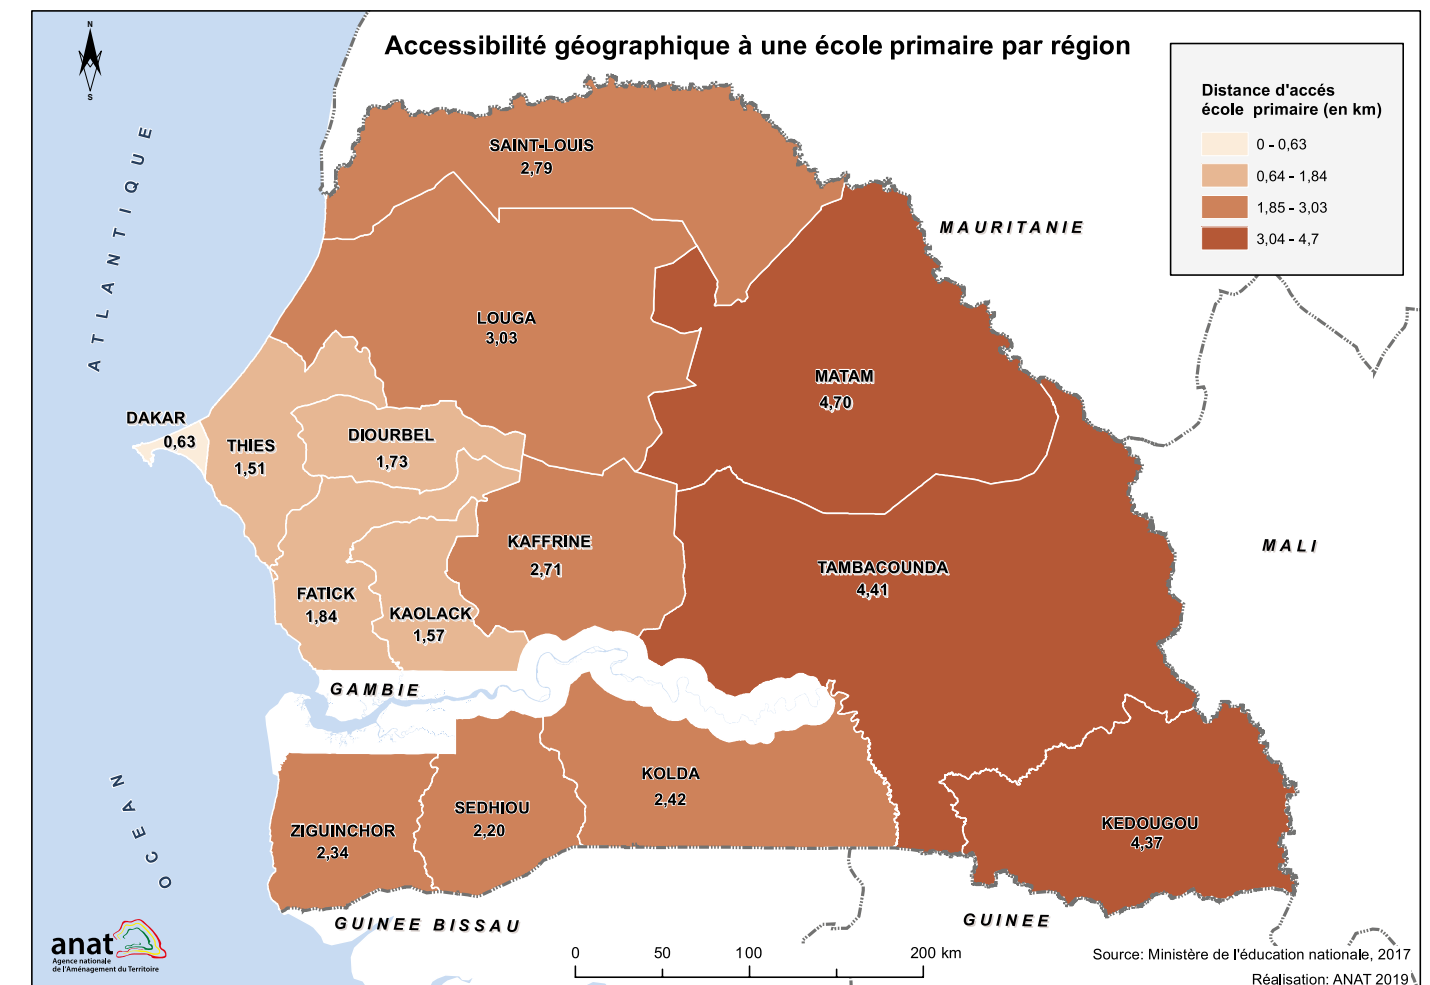 N
S
Accessibilité géographique à une école primaire par région
Distance d'accés
école primaire (en km)
0 - 0,63
0,64 - 1,84
1,85 - 3,03
3,04 - 4,7
ATLANTIQUE
OCEAN
SAINT-LOUIS
2,79
MAURITANIE
LOUGA
3,03
MATAM
4,70
DAKAR
0,63
THIES
1,51
DIOURBEL
1,73
KAFFRINE
2,71
MALI
TAMBACOUNDA
4,41
FATICK
1,84
KAOLACK
1,57
GAMBIE
KOLDA
2,42
SEDHIOU
2,20
ZIGUINCHOR
2,34
KEDOUGOU
4,37
GUINEE BISSAU
GUINEE
anat
Agence nationale
de l'Aménagement du Territoire
0 50 100 200 km
Source: Ministère de l'éducation nationale, 2017
Réalisation: ANAT 2019